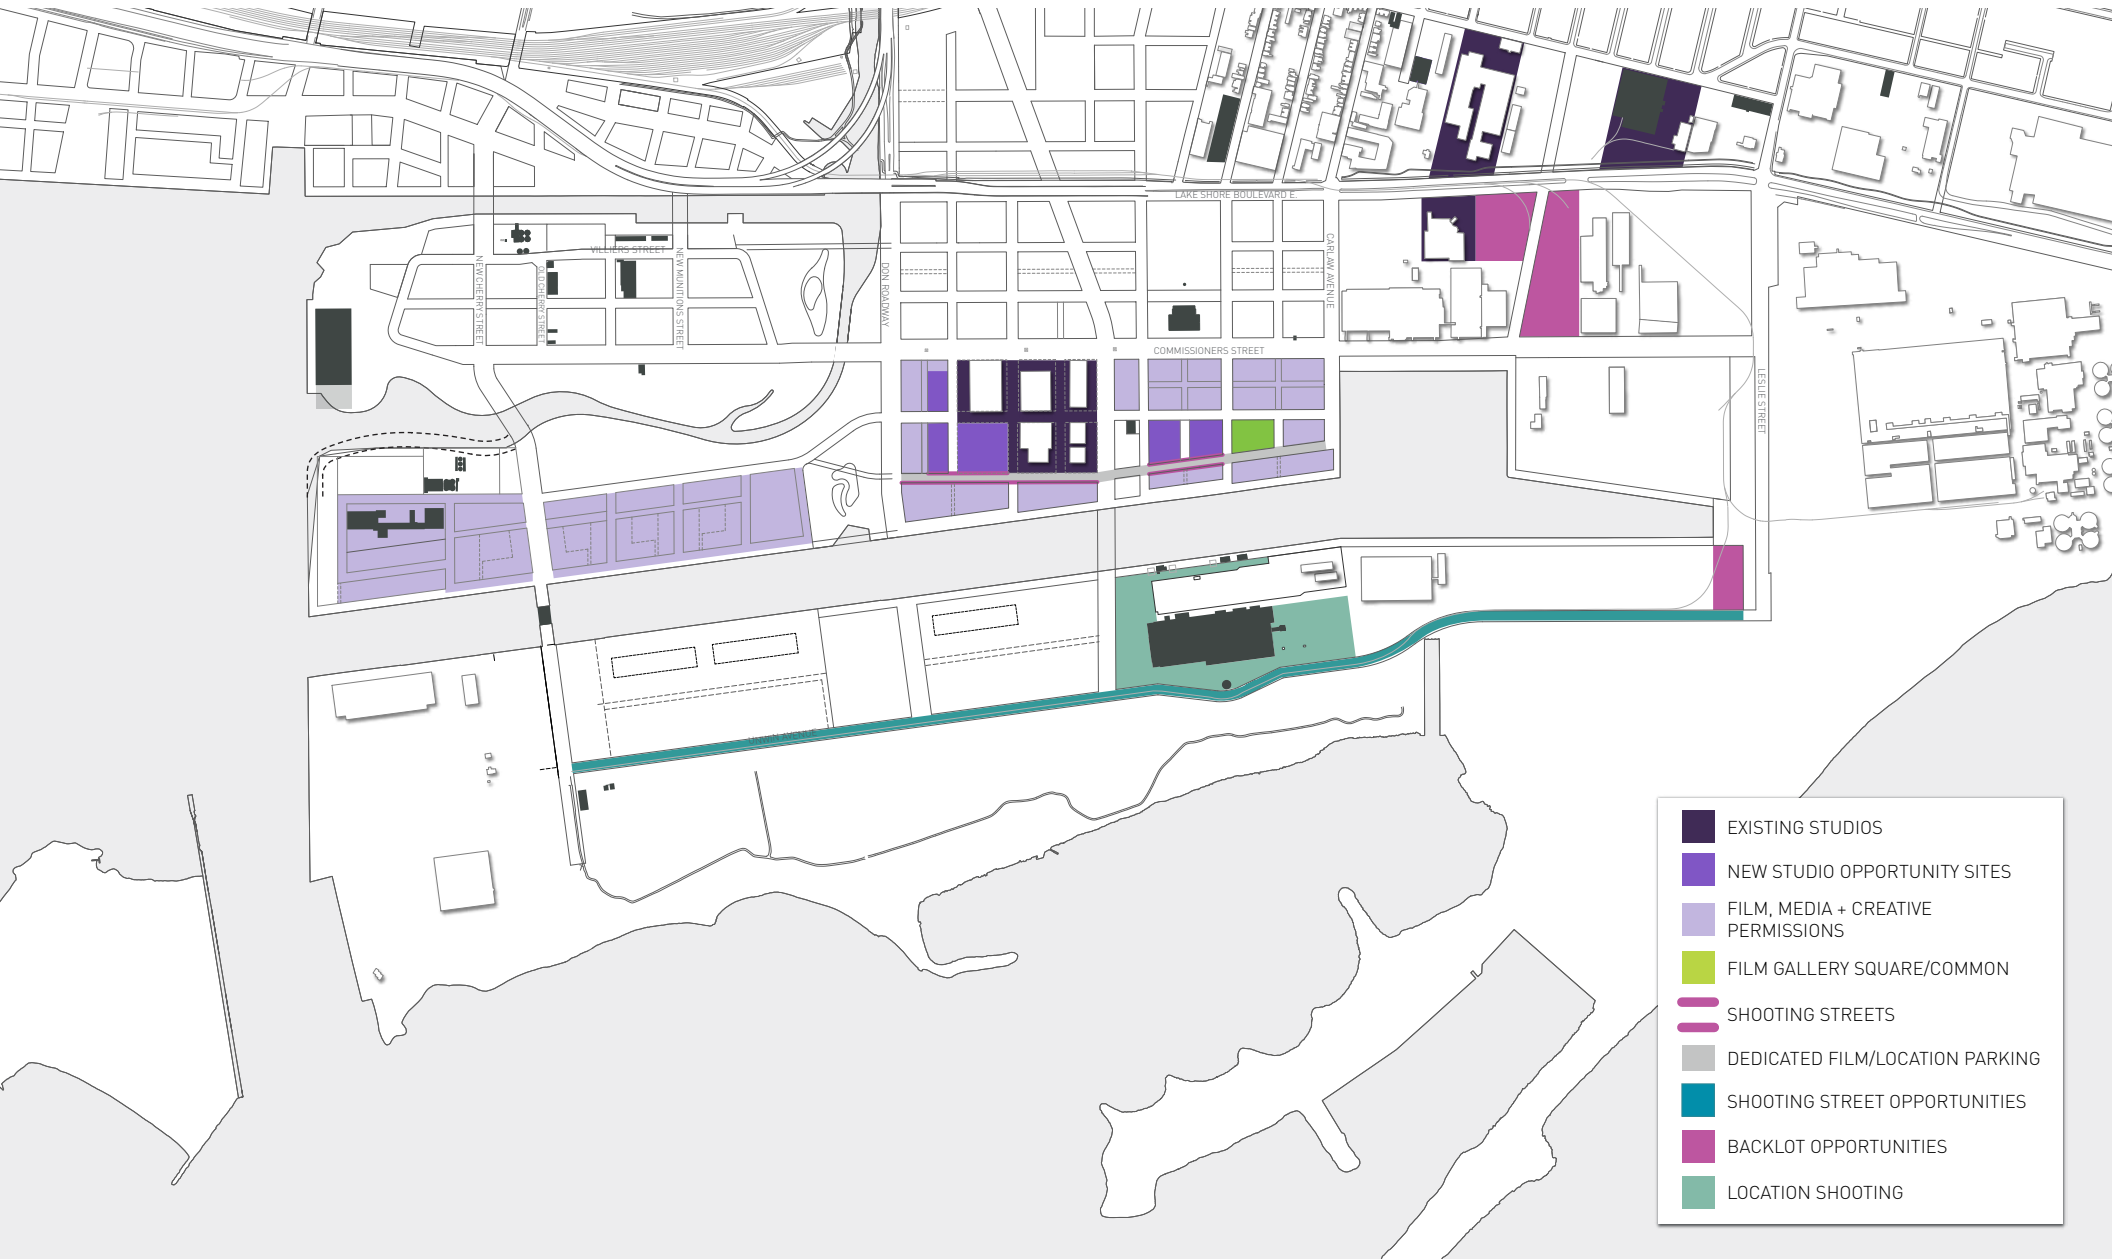 LAKE SHORE BOULEVARD E.
VILLIERS STREET
NEW CHERRY STREET
OLD CHERRY STREET
NEW MUNITIONS STREET
DON ROADWAY
CARLAW AVENUE
COMMISSIONERS STREET
LESLIE STREET
UNWIN AVENUE
EXISTING STUDIOS
NEW STUDIO OPPORTUNITY SITES
FILM, MEDIA + CREATIVE
PERMISSIONS
FILM GALLERY SQUARE/COMMON
SHOOTING STREETS
DEDICATED FILM/LOCATION PARKING
SHOOTING STREET OPPORTUNITIES
BACKLOT OPPORTUNITIES
LOCATION SHOOTING